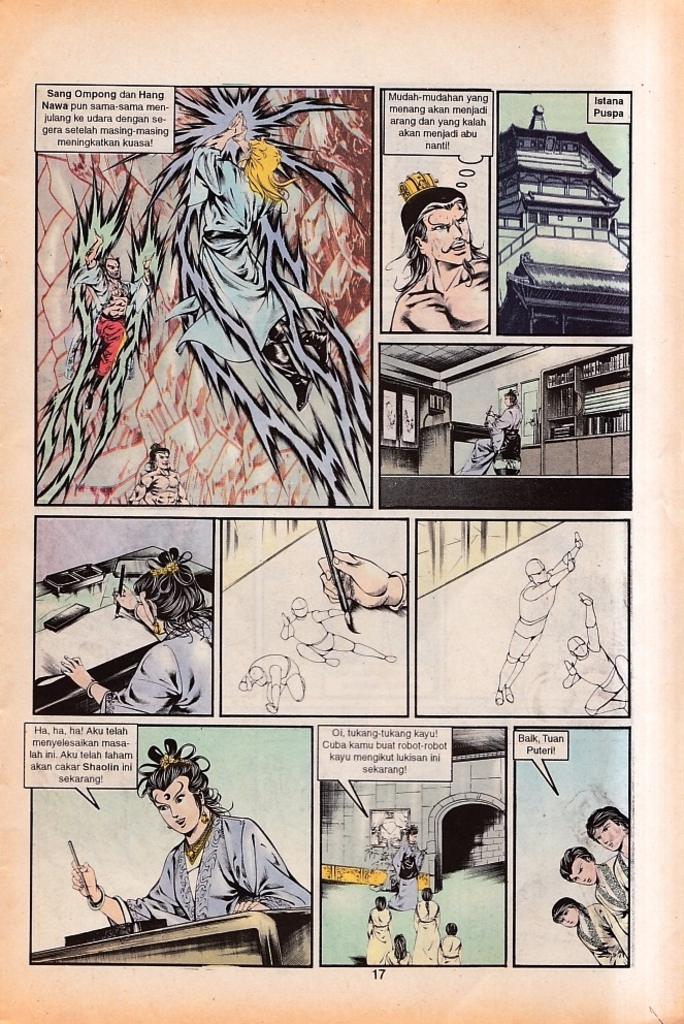 Sang Ompong dan Hang
Nawa pun sama-sama men-
julang ke udara dengan se-
gera setelah masing-masing
meningkatkan kuasa!
Mudah-mudahan yang
menang akan menjadi
arang dan yang kalah
akan menjadi abu
nanti!
Istana
Puspa
Ha, ha, ha! Aku telah
menyelesaikan masa-
lah ini. Aku telah faham
akan cakar Shaolin ini
sekarang!
Oi, tukang-tukang kayu!
Cuba kamu buat robot-robot
kayu mengikut lukisan ini
sekarang!
Baik, Tuan
Puteri!
17